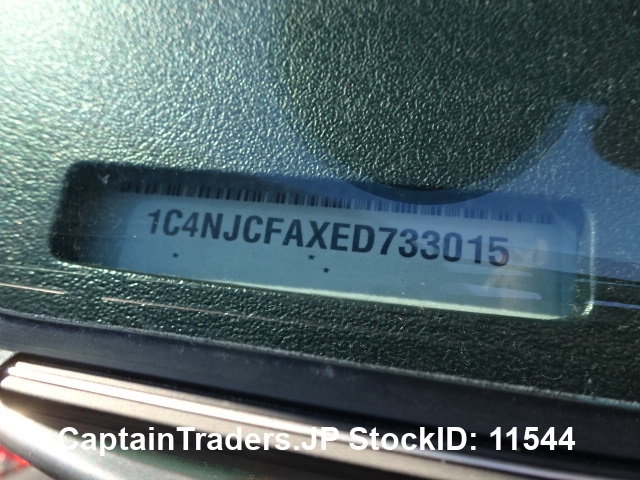 1C4NJCFAXED733015
CaptainTraders.JP StockID: 11544